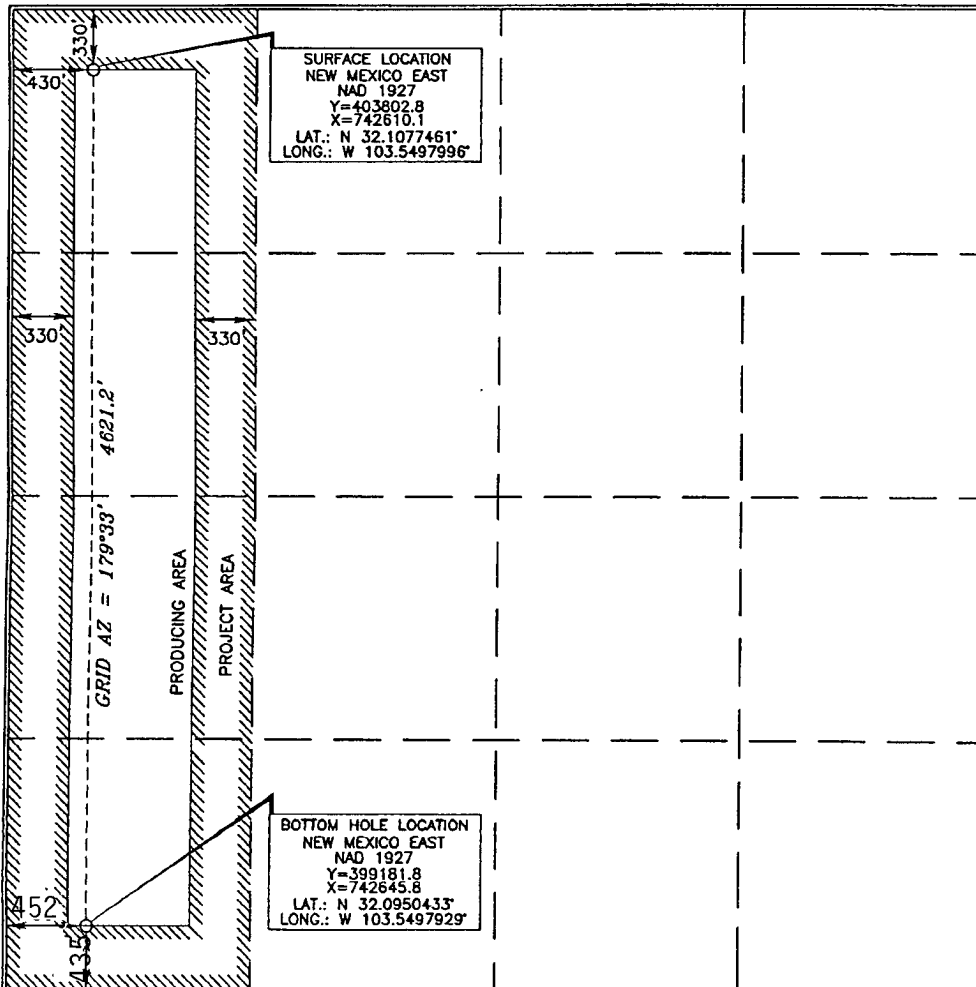 330'
430'
SURFACE LOCATION
NEW MEXICO EAST
NAD 1927
Y=403802.8
X=742610.1
LAT.: N 32.1077461°
LONG.: W 103.5497996°
330'
330'
GRID AZ = 179°33' 4621.2'
PRODUCING AREA
PROJECT AREA
BOTTOM HOLE LOCATION
NEW MEXICO EAST
NAD 1927
Y=399181.8
X=742645.8
LAT.: N 32.0950433°
LONG.: W 103.5497929°
452
435